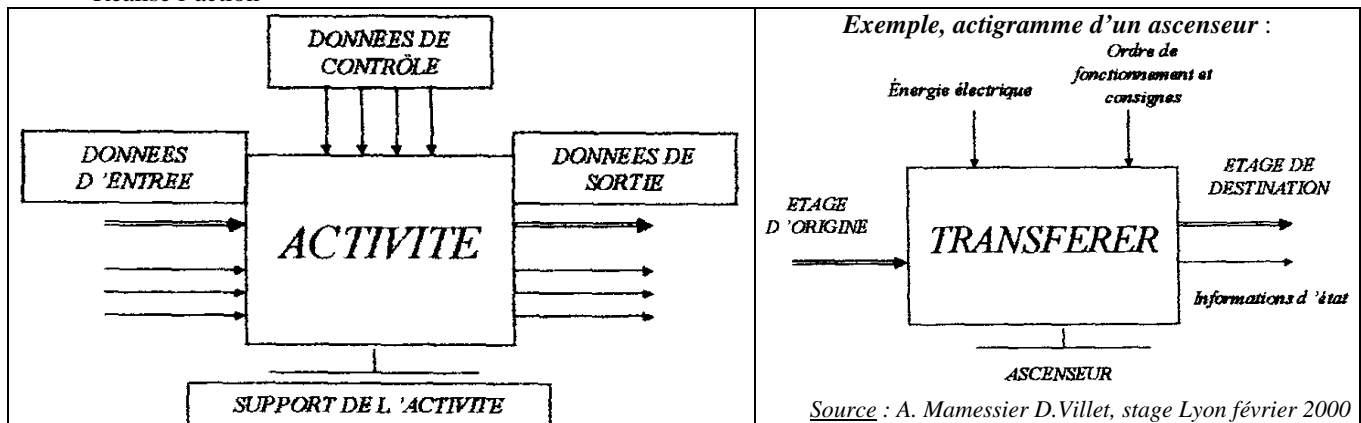 Réalise l'action
DONNEES DE
CONTRÔLE
DONNEES
D 'ENTREE
DONNEES DE
SORTIE
ACTIVITE
SUPPORT DE L 'ACTIVITE
Exemple, actigramme d'un ascenseur :
Ordre de
fonctionnement et
consignes
Énergie électrique
ETAGE
D 'ORIGINE
TRANSFERER
ETAGE DE
DESTINATION
Informations d 'état
ASCENSEUR
Source : A. Mamessier D.Villet, stage Lyon février 2000